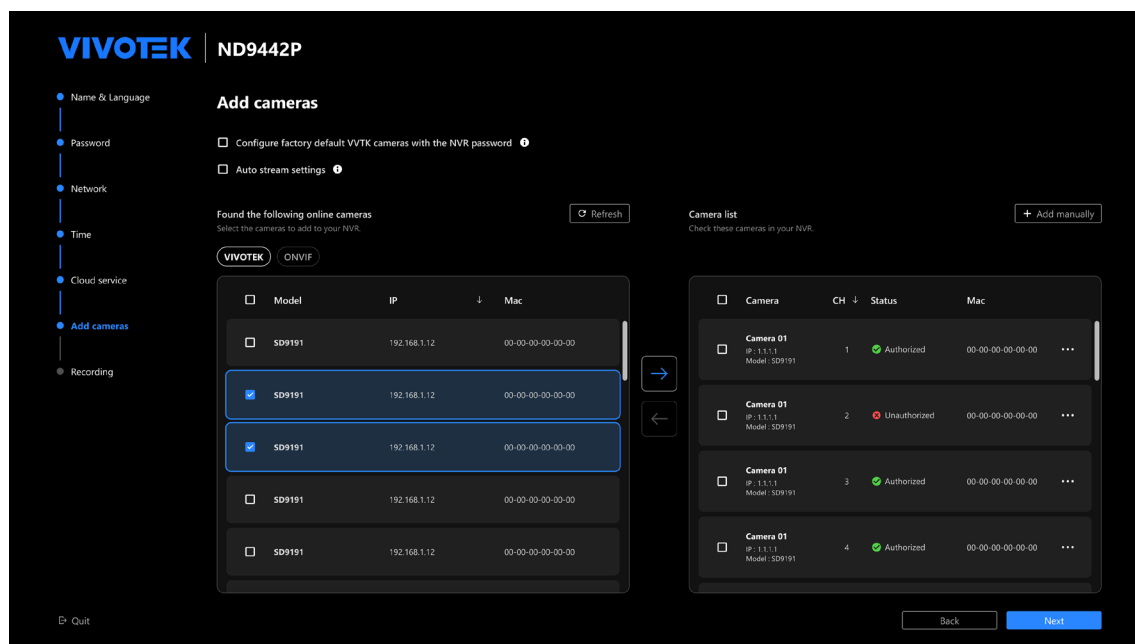 VIVOTEK
ND9442P
Name & Language
Password
Network
Time
Cloud service
Add cameras
Recording
Add cameras
Configure factory default VVTK cameras with the NVR password
Auto stream settings
Found the following online cameras
Select the cameras to add to your NVR.
Refresh
VIVOTEK ONVIF
Model IP Mac
SD9191 192.168.1.12 00-00-00-00-00-00
SD9191 192.168.1.12 00-00-00-00-00-00
SD9191 192.168.1.12 00-00-00-00-00-00
SD9191 192.168.1.12 00-00-00-00-00-00
SD9191 192.168.1.12 00-00-00-00-00-00
Camera list
Check these cameras in your NVR.
+ Add manually
Camera CH Status Mac
Camera 01
IP : 1.1.1.1
Model : SD9191
1 Authorized 00-00-00-00-00-00
Camera 01
IP : 1.1.1.1
Model : SD9191
2 Unauthorized 00-00-00-00-00-00
Camera 01
IP : 1.1.1.1
Model : SD9191
3 Authorized 00-00-00-00-00-00
Camera 01
IP : 1.1.1.1
Model : SD9191
4 Authorized 00-00-00-00-00-00
Quit
Back
Next